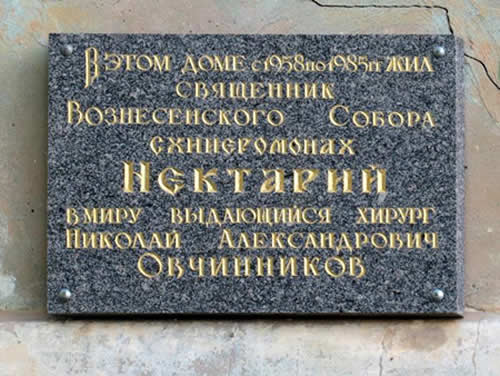 В этом доме с 1958 по 1985 гг жил
священник
Вознесенского Собора
схииеромонах
Нектарий
в миру выдающийся хирург
Николай Александрович
Овчинников